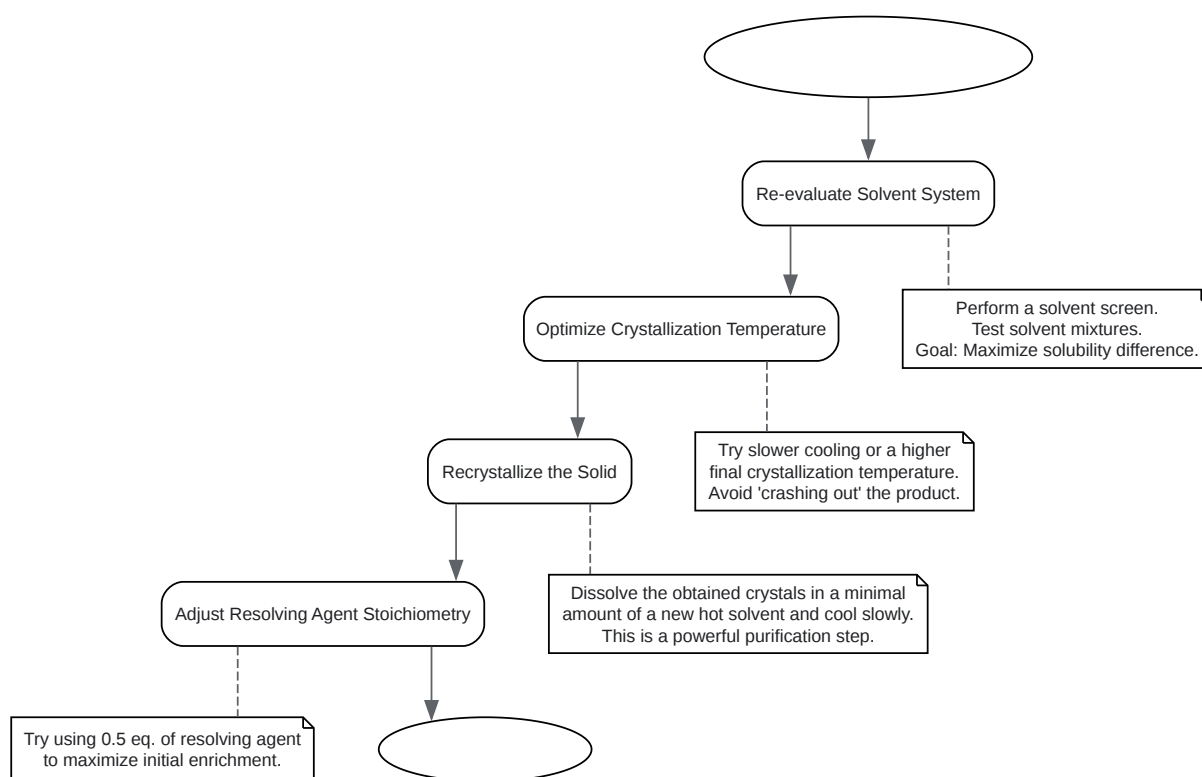 Re-evaluate Solvent System
Perform a solvent screen.
Test solvent mixtures.
Goal: Maximize solubility difference.
Optimize Crystallization Temperature
Try slower cooling or a higher
final crystallization temperature.
Avoid 'crashing out' the product.
Recrystallize the Solid
Dissolve the obtained crystals in a minimal
amount of a new hot solvent and cool slowly.
This is a powerful purification step.
Adjust Resolving Agent Stoichiometry
Try using 0.5 eq. of resolving agent
to maximize initial enrichment.